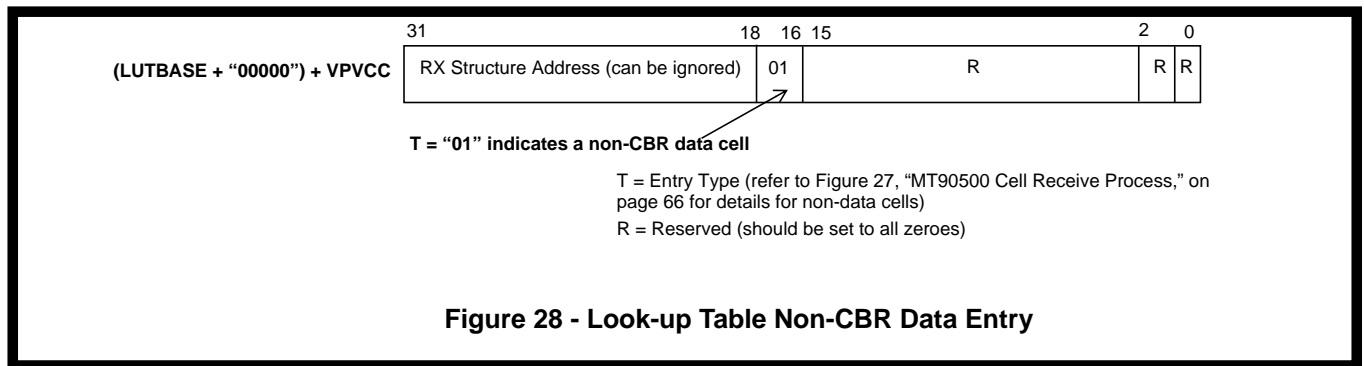 31 18 16 15 2 0
(LUTBASE + “00000”) + VPVCC RX Structure Address (can be ignored) 01 R R R
T = “01” indicates a non-CBR data cell
T = Entry Type (refer to Figure 27, “MT90500 Cell Receive Process,” on
page 66 for details for non-data cells)
R = Reserved (should be set to all zeroes)
Figure 28 - Look-up Table Non-CBR Data Entry